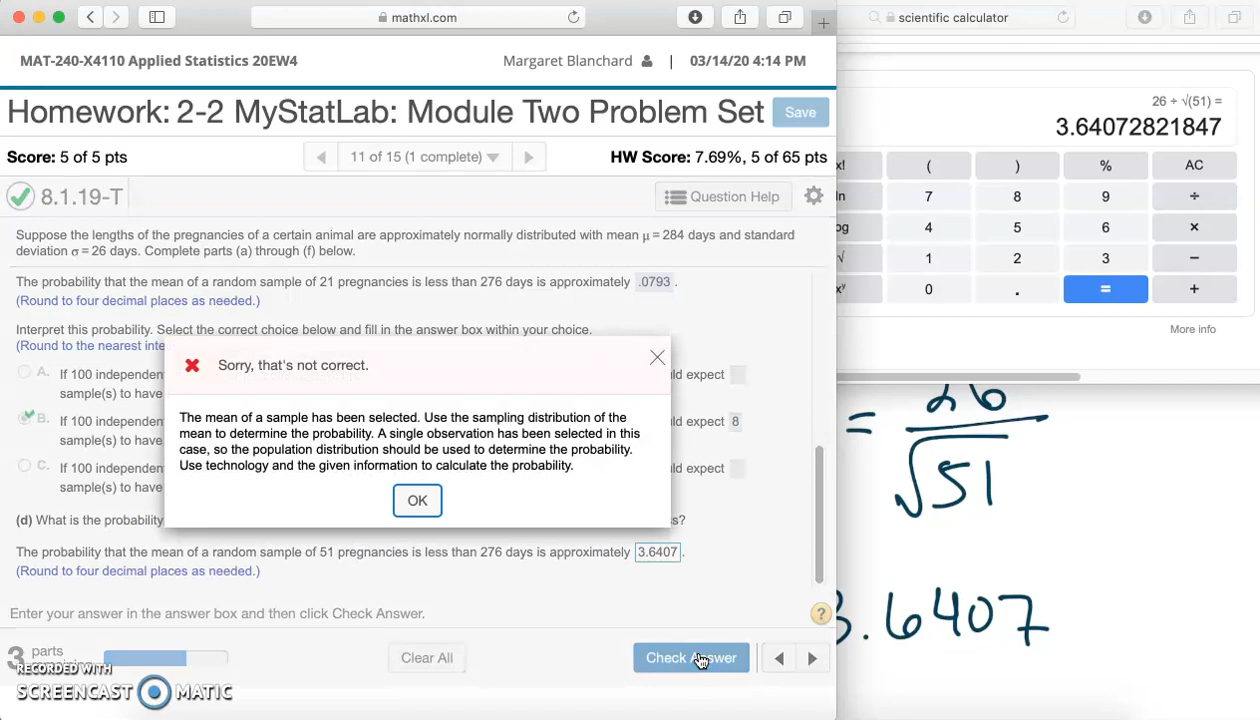 mathxl.com
scientific calculator
MAT-240-X4110 Applied Statistics 20EW4
Margaret Blanchard | 03/14/20 4:14 PM
Homework: 2-2 MyStatLab: Module Two Problem Set
Save
Score: 5 of 5 pts
11 of 15 (1 complete)
HW Score: 7.69%, 5 of 65 pts
8.1.19-T
Question Help
Suppose the lengths of the pregnancies of a certain animal are approximately normally distributed with mean μ = 284 days and standard
deviation σ = 26 days. Complete parts (a) through (f) below.
The probability that the mean of a random sample of 21 pregnancies is less than 276 days is approximately .0793 .
(Round to four decimal places as needed.)
Interpret this probability. Select the correct choice below and fill in the answer box within your choice.
(Round to the nearest inte
A. If 100 independen
uld expect
sample(s) to have
B. If 100 independen
uld expect 8
sample(s) to have
C. If 100 independen
uld expect
sample(s) to have
Sorry, that's not correct.
The mean of a sample has been selected. Use the sampling distribution of the
mean to determine the probability. A single observation has been selected in this
case, so the population distribution should be used to determine the probability.
Use technology and the given information to calculate the probability.
OK
(d) What is the probability
s?
The probability that the mean of a random sample of 51 pregnancies is less than 276 days is approximately 3.6407 .
(Round to four decimal places as needed.)
Enter your answer in the answer box and then click Check Answer.
?
3 parts
Clear All
Check Answer
RECORDED WITH
SCREENCAST MATIC
26 ÷ √(51) =
3.64072821847
x! ( ) % AC
ln 7 8 9 ÷
og 4 5 6 ×
√ 1 2 3 −
xʸ 0 . = +
More info
= 26
√51
3.6407